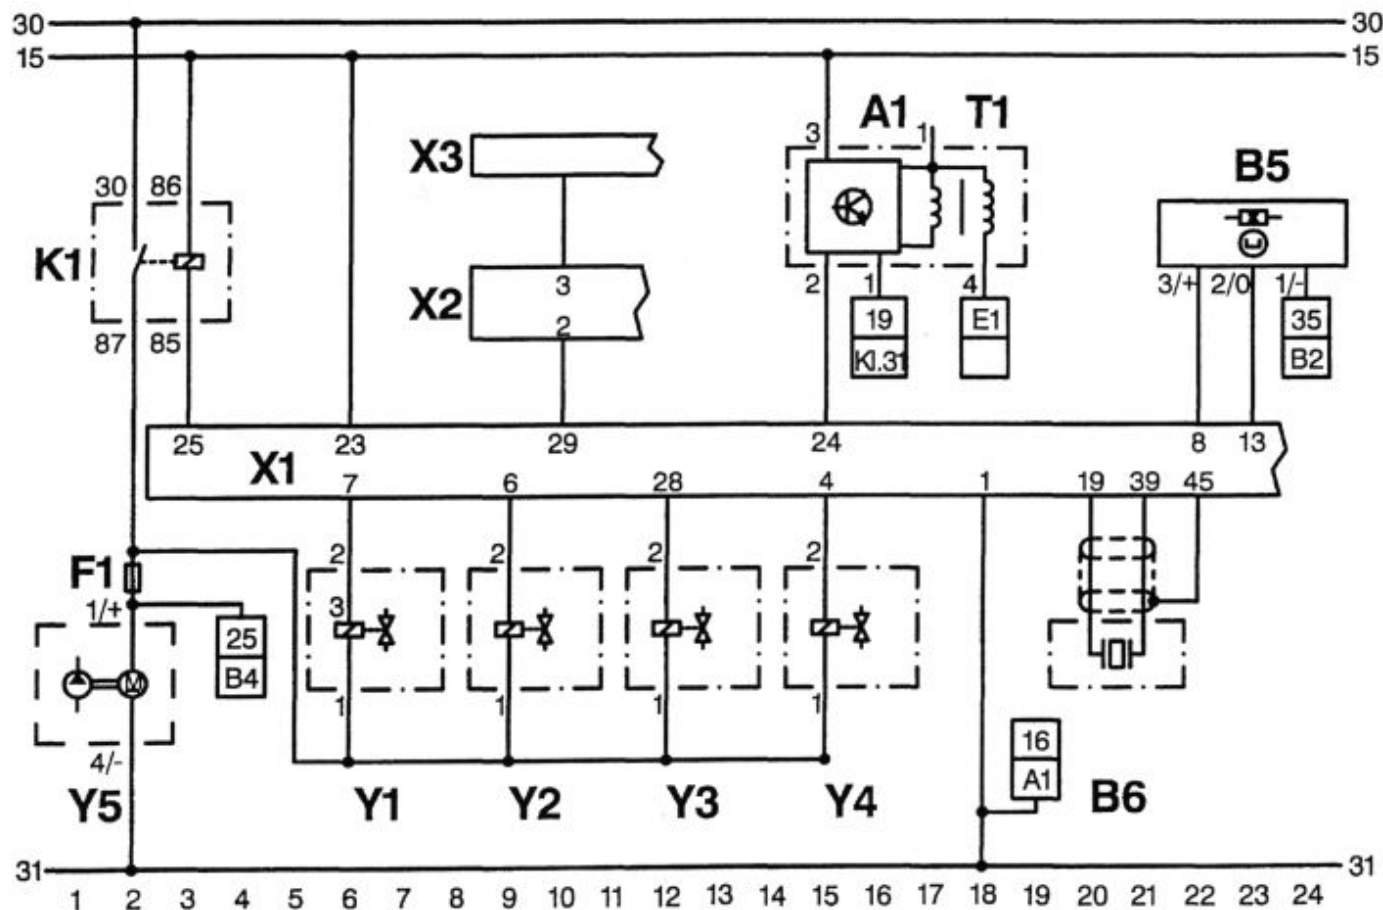 30 30
15 15
A1 T1
3 1
X3
B5
30 86
K1
3
X2
2
2 1 4
3/+ 2/0 1/-
19 E1 35
Kl.31 B2
87 85
25 23 29 24 8 13
X1
7 6 28 4 1 19 39 45
F1
2 2 2 2
1/+
3
25
B4
M
1 1 1 1
16
A1
4/-
Y5 Y1 Y2 Y3 Y4 B6
31 31
1 2 3 4 5 6 7 8 9 10 11 12 13 14 15 16 17 18 19 20 21 22 23 24